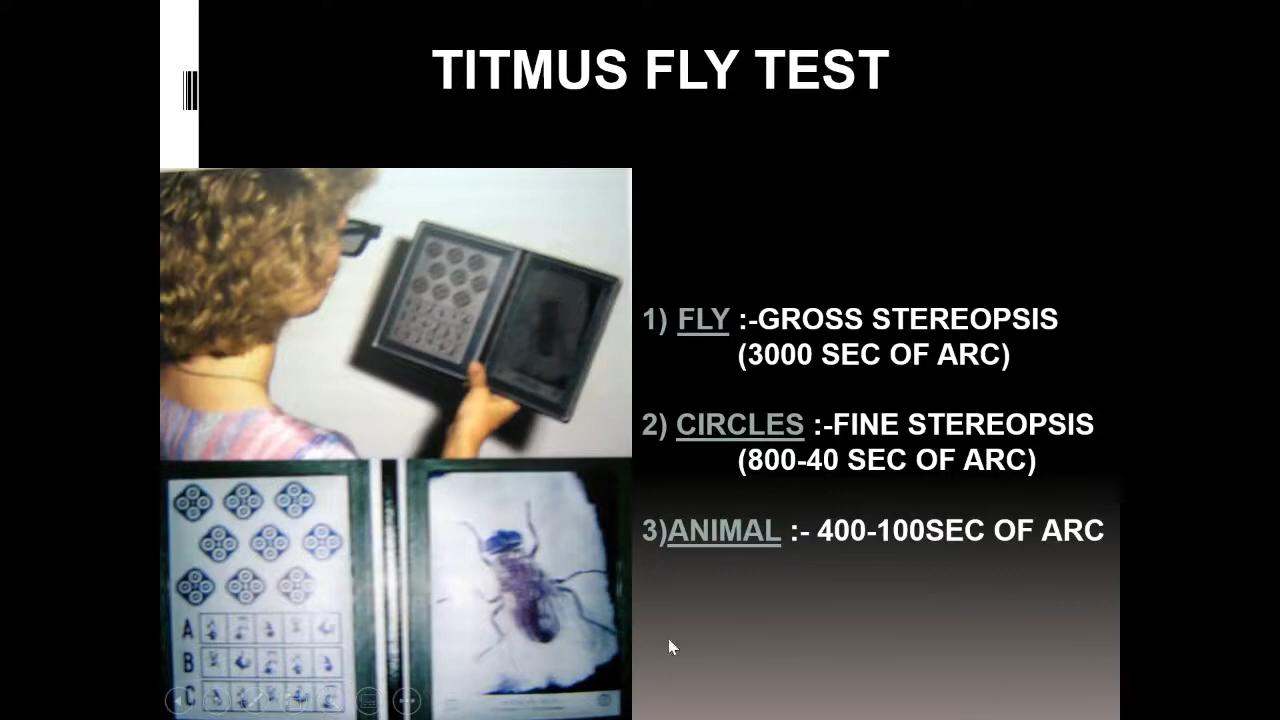 TITMUS FLY TEST
1) FLY :-GROSS STEREOPSIS
(3000 SEC OF ARC)
2) CIRCLES :-FINE STEREOPSIS
(800-40 SEC OF ARC)
3)ANIMAL :- 400-100SEC OF ARC
A
B
C